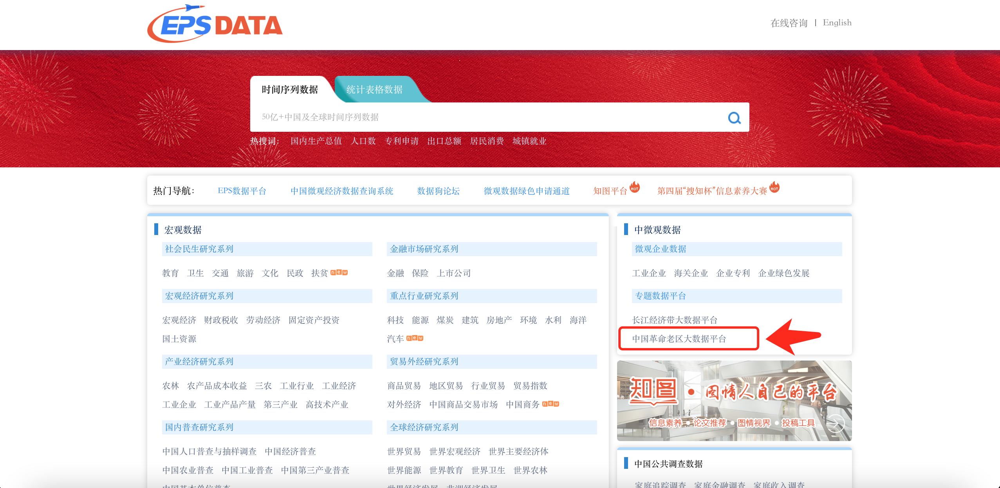 EPS DATA
在线咨询 | English
时间序列数据 统计表格数据
50亿+中国及全球时间序列数据
热搜词： 国内生产总值 人口数 专利申请 出口总额 居民消费 城镇就业
热门导航： EPS数据平台 中国微观经济数据查询系统 数据狗论坛 微观数据绿色申请通道 知图平台 HOT 第四届“搜知杯”信息素养大赛 HOT
宏观数据
社会民生研究系列
教育 卫生 交通 旅游 文化 民政 扶贫 new
宏观经济研究系列
宏观经济 财政税收 劳动经济 固定资产投资
国土资源
产业经济研究系列
农林 农产品成本收益 三农 工业行业 工业经济
工业企业 工业产品产量 第三产业 高技术产业
国内普查研究系列
中国人口普查与抽样调查 中国经济普查
中国农业普查 中国工业普查 中国第三产业普查
中国基本单位普查
金融市场研究系列
金融 保险 上市公司
重点行业研究系列
科技 能源 煤炭 建筑 房地产 环境 水利 海洋
汽车 new
贸易外经研究系列
商品贸易 地区贸易 行业贸易 贸易指数
对外经济 中国商品交易市场 中国商务 new
全球经济研究系列
世界贸易 世界宏观经济 世界主要经济体
世界能源 世界教育 世界卫生 世界农林
世界经济发展 非洲经济发展
中微观数据
微观企业数据
工业企业 海关企业 企业专利 企业绿色发展
专题数据平台
长江经济带大数据平台
中国革命老区大数据平台
知图·图情人自己的平台
信息素养 ● 论文推荐 ● 图情视界 ● 投稿工具
中国公共调查数据
家庭追踪调查 家庭金融调查 家庭收入调查